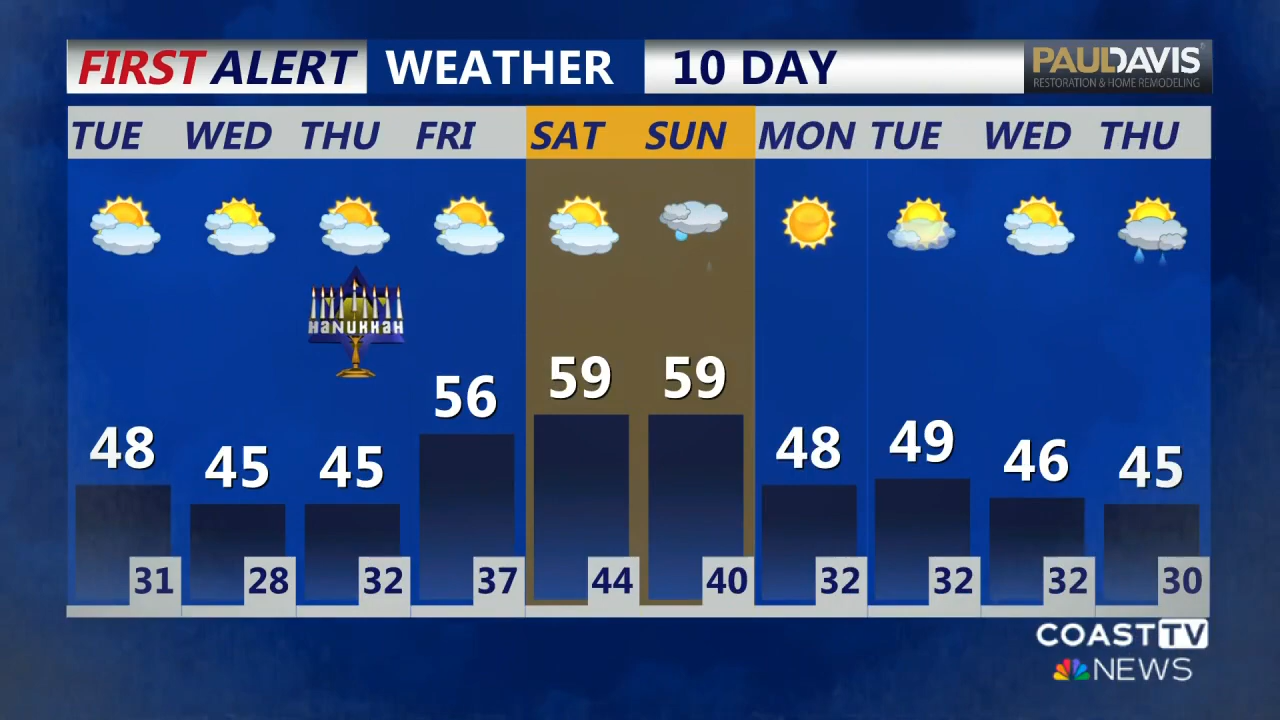 FIRST ALERT WEATHER 10 DAY PAULDAVIS
RESTORATION & HOME REMODELING
TUE WED THU FRI SAT SUN MON TUE WED THU
HANUKKAH
48 45 45 56 59 59 48 49 46 45
31 28 32 37 44 40 32 32 32 30
COAST TV
NEWS